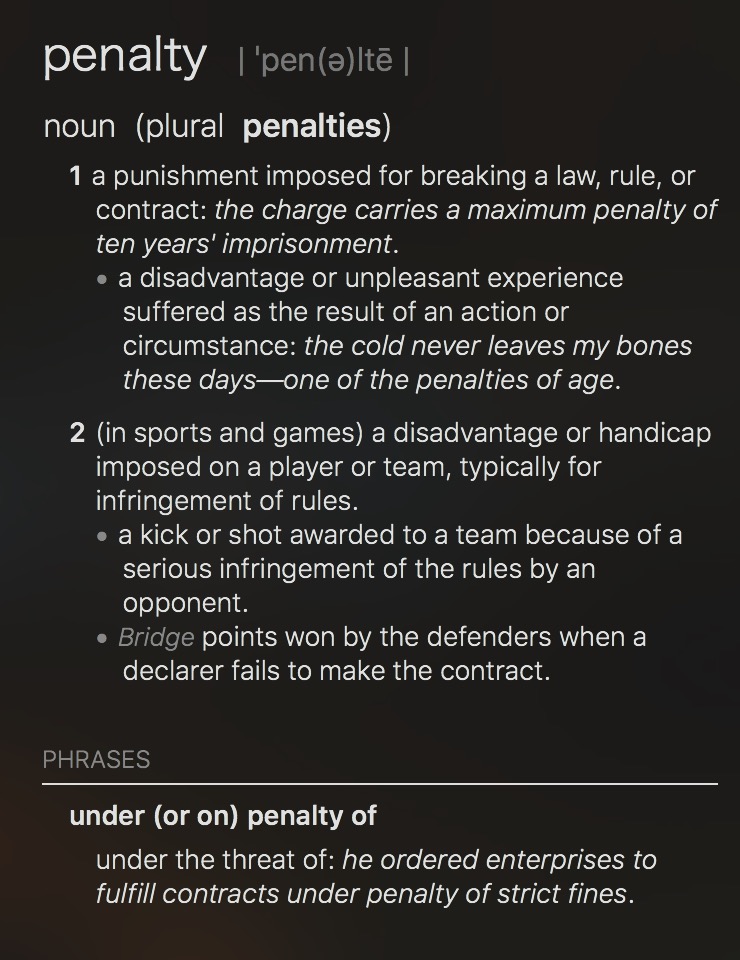 penalty | ˈpen(ə)ltē |
noun (plural penalties)
1 a punishment imposed for breaking a law, rule, or
contract: the charge carries a maximum penalty of
ten years' imprisonment.
• a disadvantage or unpleasant experience
suffered as the result of an action or
circumstance: the cold never leaves my bones
these days—one of the penalties of age.
2 (in sports and games) a disadvantage or handicap
imposed on a player or team, typically for
infringement of rules.
• a kick or shot awarded to a team because of a
serious infringement of the rules by an
opponent.
• Bridge points won by the defenders when a
declarer fails to make the contract.
PHRASES
under (or on) penalty of
under the threat of: he ordered enterprises to
fulfill contracts under penalty of strict fines.